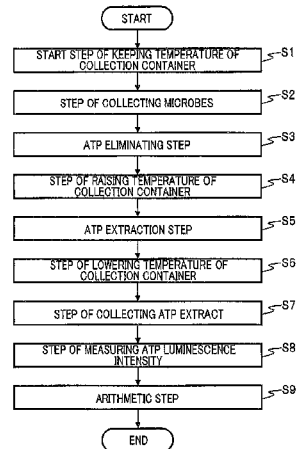 START
START STEP OF KEEPING TEMPERATURE OF
COLLECTION CONTAINER
S1
STEP OF COLLECTING MICROBES
S2
ATP ELIMINATING STEP
S3
STEP OF RAISING TEMPERATURE OF
COLLECTION CONTAINER
S4
ATP EXTRACTION STEP
S5
STEP OF LOWERING TEMPERATURE OF
COLLECTION CONTAINER
S6
STEP OF COLLECTING ATP EXTRACT
S7
STEP OF MEASURING ATP LUMINESCENCE
INTENSITY
S8
ARITHMETIC STEP
S9
END